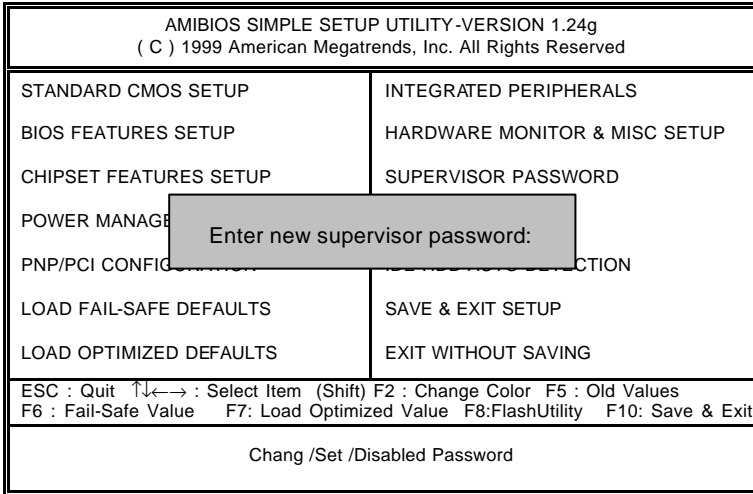 AMIBIOS SIMPLE SETUP UTILITY-VERSION 1.24g
( C ) 1999 American Megatrends, Inc. All Rights Reserved
STANDARD CMOS SETUP
BIOS FEATURES SETUP
CHIPSET FEATURES SETUP
POWER MANAGE
PNP/PCI
LOAD FAIL-SAFE DEFAULTS
LOAD OPTIMIZED DEFAULTS
INTEGRATED PERIPHERALS
HARDWARE MONITOR & MISC SETUP
SUPERVISOR PASSWORD
SAVE & EXIT SETUP
EXIT WITHOUT SAVING
Enter new supervisor password:
ESC : Quit ↑↓←→ : Select Item (Shift) F2 : Change Color F5 : Old Values
F6 : Fail-Safe Value F7: Load Optimized Value F8:FlashUtility F10: Save & Exit
Chang /Set /Disabled Password